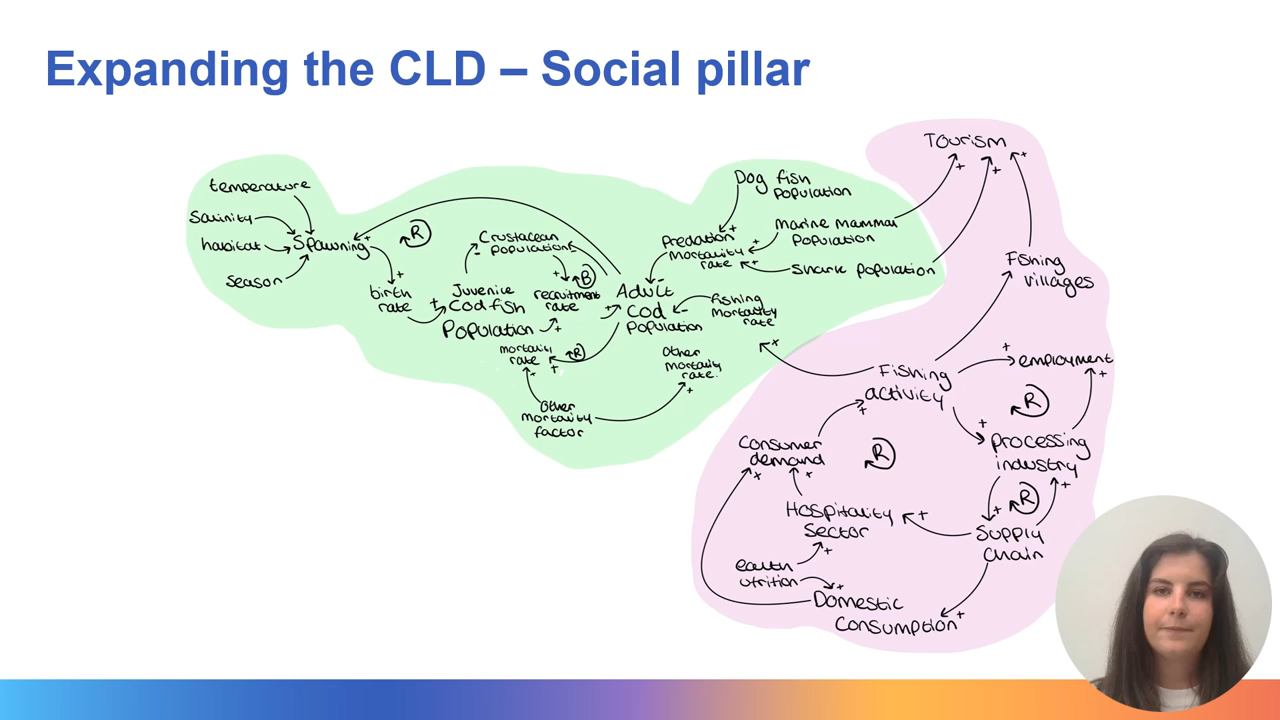 Expanding the CLD – Social pillar
Tourism
+
+
+
temperature
Salinity
habitat
season
Spawning
+
R
birth
rate
+
Crustacean
population
-
Juvenile
Codfish
Population
+
+
recruitment
rate
+
B
mortality
rate
+
+
R
Other
mortality
factor
Other
mortality
rate.
+
Adult
Cod
Population
+
-
-
fishing
mortality
rate
Dog fish
population
Predation
mortality
rate
+
+
+
marine mammal
population
Shark population
+
Fishing
villages
Fishing
activity
+
employment
+
R
+
processing
industry
+
R
+
Supply
Chain
Consumer
demand
+
+
R
+
Hospitality
Sector
+
+
earth
utrition
+
Domestic
Consumption
+